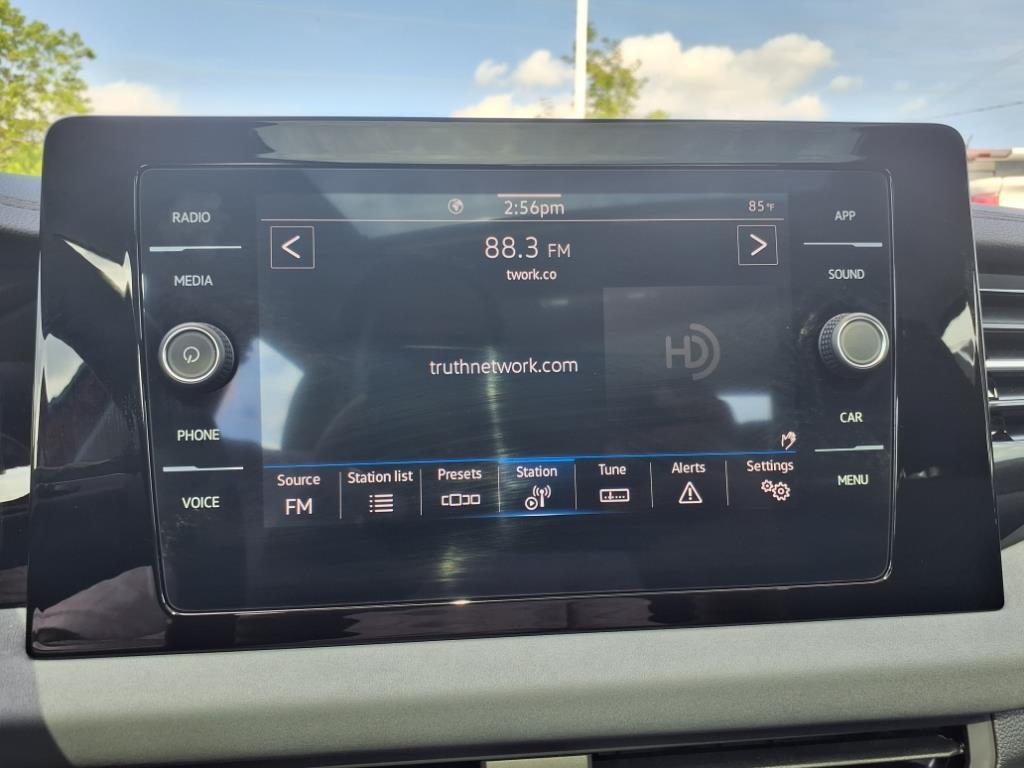 RADIO
MEDIA
PHONE
VOICE
2:56pm
85°F
88.3 FM
twork.co
truthnetwork.com
HD
Source
FM
Station list
Presets
Station
Tune
Alerts
Settings
APP
SOUND
CAR
MENU